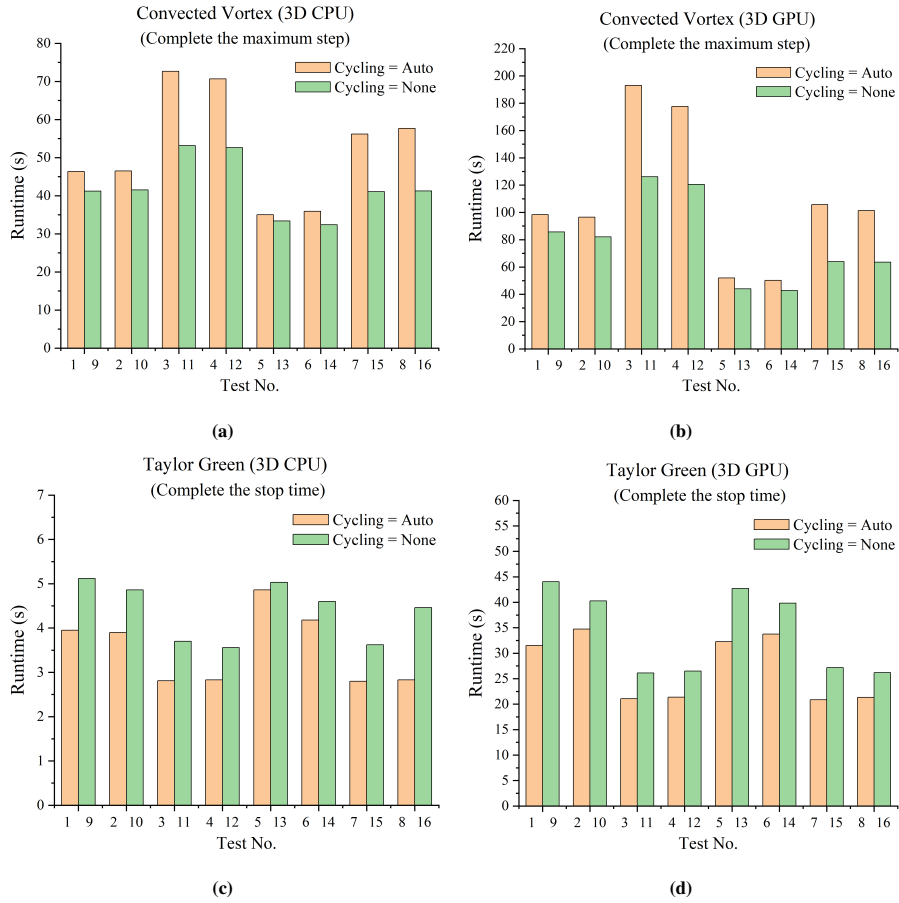 Convected Vortex (3D CPU)
(Complete the maximum step)
Cycling = Auto
Cycling = None
80
70
60
50
40
30
20
10
0
Runtime (s)
1 9 2 10 3 11 4 12 5 13 6 14 7 15 8 16
Test No.
(a)
Convected Vortex (3D GPU)
(Complete the maximum step)
Cycling = Auto
Cycling = None
220
200
180
160
140
120
100
80
60
40
20
0
Runtime (s)
1 9 2 10 3 11 4 12 5 13 6 14 7 15 8 16
Test No.
(b)
Taylor Green (3D CPU)
(Complete the stop time)
Cycling = Auto
Cycling = None
7
6
5
4
3
2
1
0
Runtime (s)
1 9 2 10 3 11 4 12 5 13 6 14 7 15 8 16
Test No.
(c)
Taylor Green (3D GPU)
(Complete the stop time)
Cycling = Auto
Cycling = None
60
55
50
45
40
35
30
25
20
15
10
5
0
Runtime (s)
1 9 2 10 3 11 4 12 5 13 6 14 7 15 8 16
Test No.
(d)